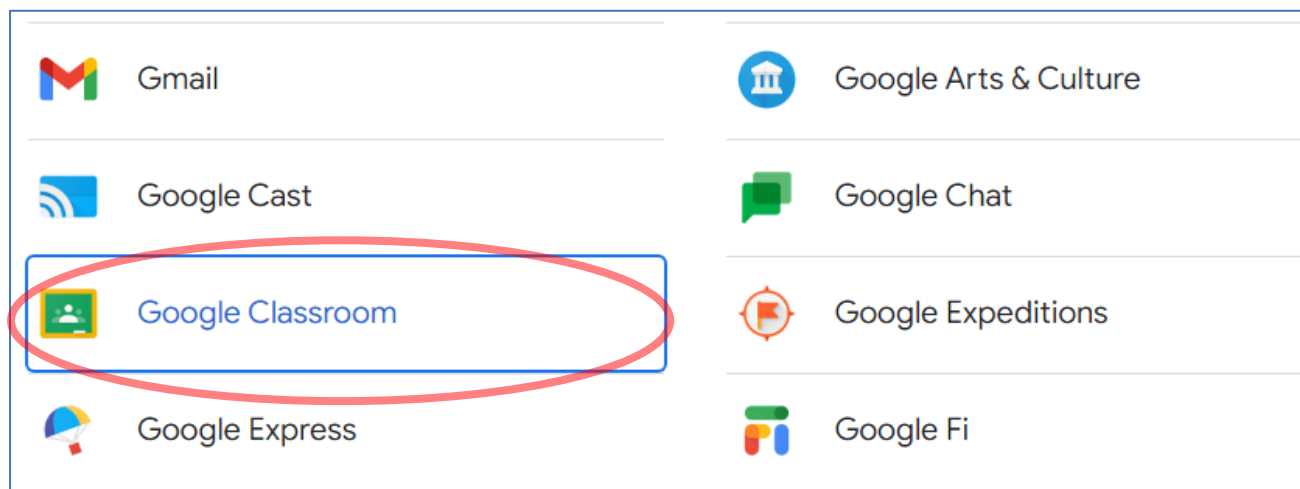 Gmail
Google Arts & Culture
Google Cast
Google Chat
Google Classroom
Google Expeditions
Google Express
Google Fi